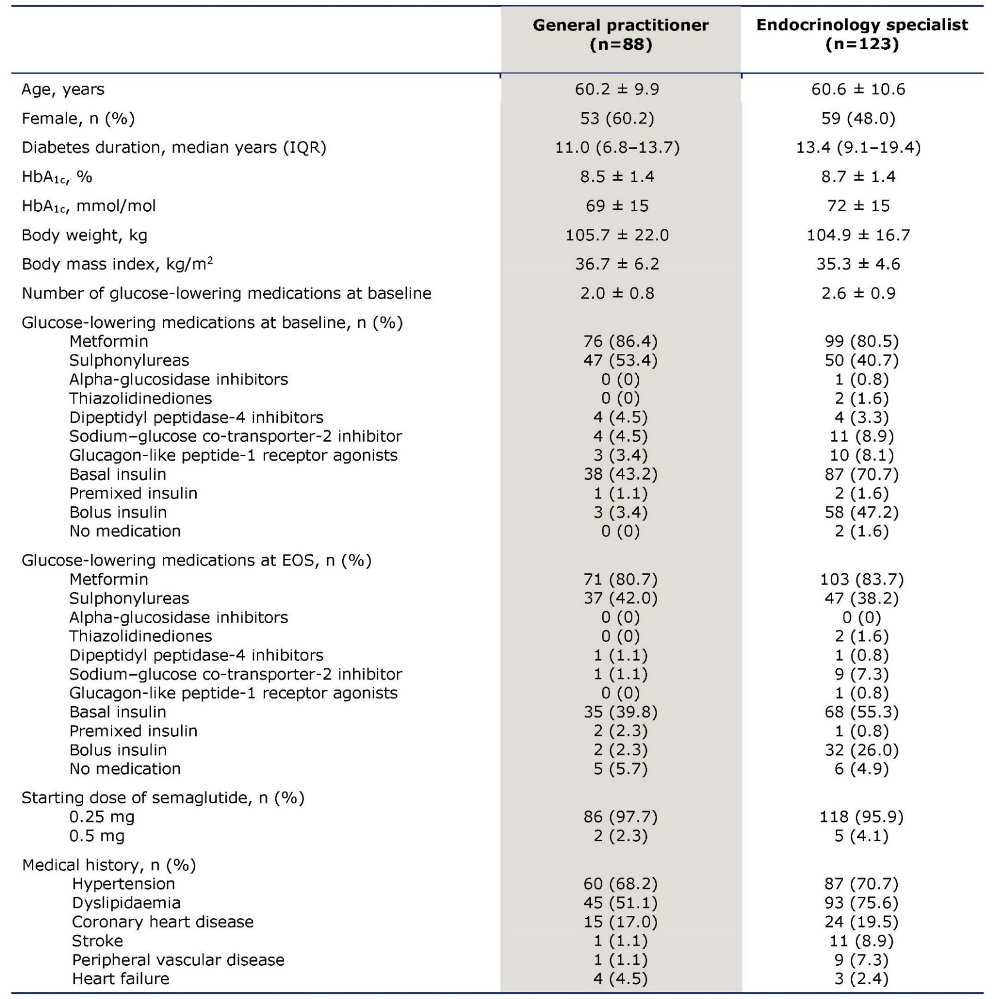 General practitioner Endocrinology specialist
(n=88) (n=123)
Age, years 60.2 ± 9.9 60.6 ± 10.6
Female, n (%) 53 (60.2) 59 (48.0)
Diabetes duration, median years (IQR) 11.0 (6.8–13.7) 13.4 (9.1–19.4)
HbA1c, % 8.5 ± 1.4 8.7 ± 1.4
HbA1c, mmol/mol 69 ± 15 72 ± 15
Body weight, kg 105.7 ± 22.0 104.9 ± 16.7
Body mass index, kg/m² 36.7 ± 6.2 35.3 ± 4.6
Number of glucose-lowering medications at baseline 2.0 ± 0.8 2.6 ± 0.9
Glucose-lowering medications at baseline, n (%)
Metformin 76 (86.4) 99 (80.5)
Sulphonylureas 47 (53.4) 50 (40.7)
Alpha-glucosidase inhibitors 0 (0) 1 (0.8)
Thiazolidinediones 0 (0) 2 (1.6)
Dipeptidyl peptidase-4 inhibitors 4 (4.5) 4 (3.3)
Sodium–glucose co-transporter-2 inhibitor 4 (4.5) 11 (8.9)
Glucagon-like peptide-1 receptor agonists 3 (3.4) 10 (8.1)
Basal insulin 38 (43.2) 87 (70.7)
Premixed insulin 1 (1.1) 2 (1.6)
Bolus insulin 3 (3.4) 58 (47.2)
No medication 0 (0) 2 (1.6)
Glucose-lowering medications at EOS, n (%)
Metformin 71 (80.7) 103 (83.7)
Sulphonylureas 37 (42.0) 47 (38.2)
Alpha-glucosidase inhibitors 0 (0) 0 (0)
Thiazolidinediones 0 (0) 2 (1.6)
Dipeptidyl peptidase-4 inhibitors 1 (1.1) 1 (0.8)
Sodium–glucose co-transporter-2 inhibitor 1 (1.1) 9 (7.3)
Glucagon-like peptide-1 receptor agonists 0 (0) 1 (0.8)
Basal insulin 35 (39.8) 68 (55.3)
Premixed insulin 2 (2.3) 1 (0.8)
Bolus insulin 2 (2.3) 32 (26.0)
No medication 5 (5.7) 6 (4.9)
Starting dose of semaglutide, n (%)
0.25 mg 86 (97.7) 118 (95.9)
0.5 mg 2 (2.3) 5 (4.1)
Medical history, n (%)
Hypertension 60 (68.2) 87 (70.7)
Dyslipidaemia 45 (51.1) 93 (75.6)
Coronary heart disease 15 (17.0) 24 (19.5)
Stroke 1 (1.1) 11 (8.9)
Peripheral vascular disease 1 (1.1) 9 (7.3)
Heart failure 4 (4.5) 3 (2.4)